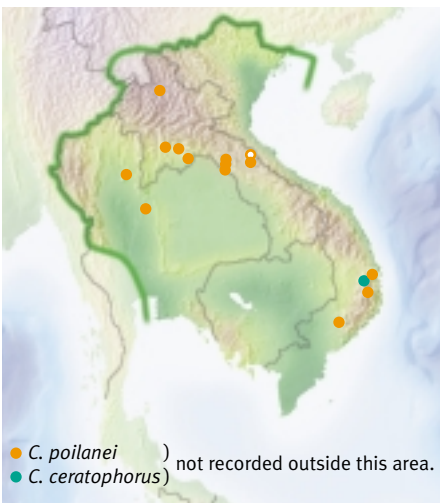 C. poilanei )
C. ceratophorus) not recorded outside this area.